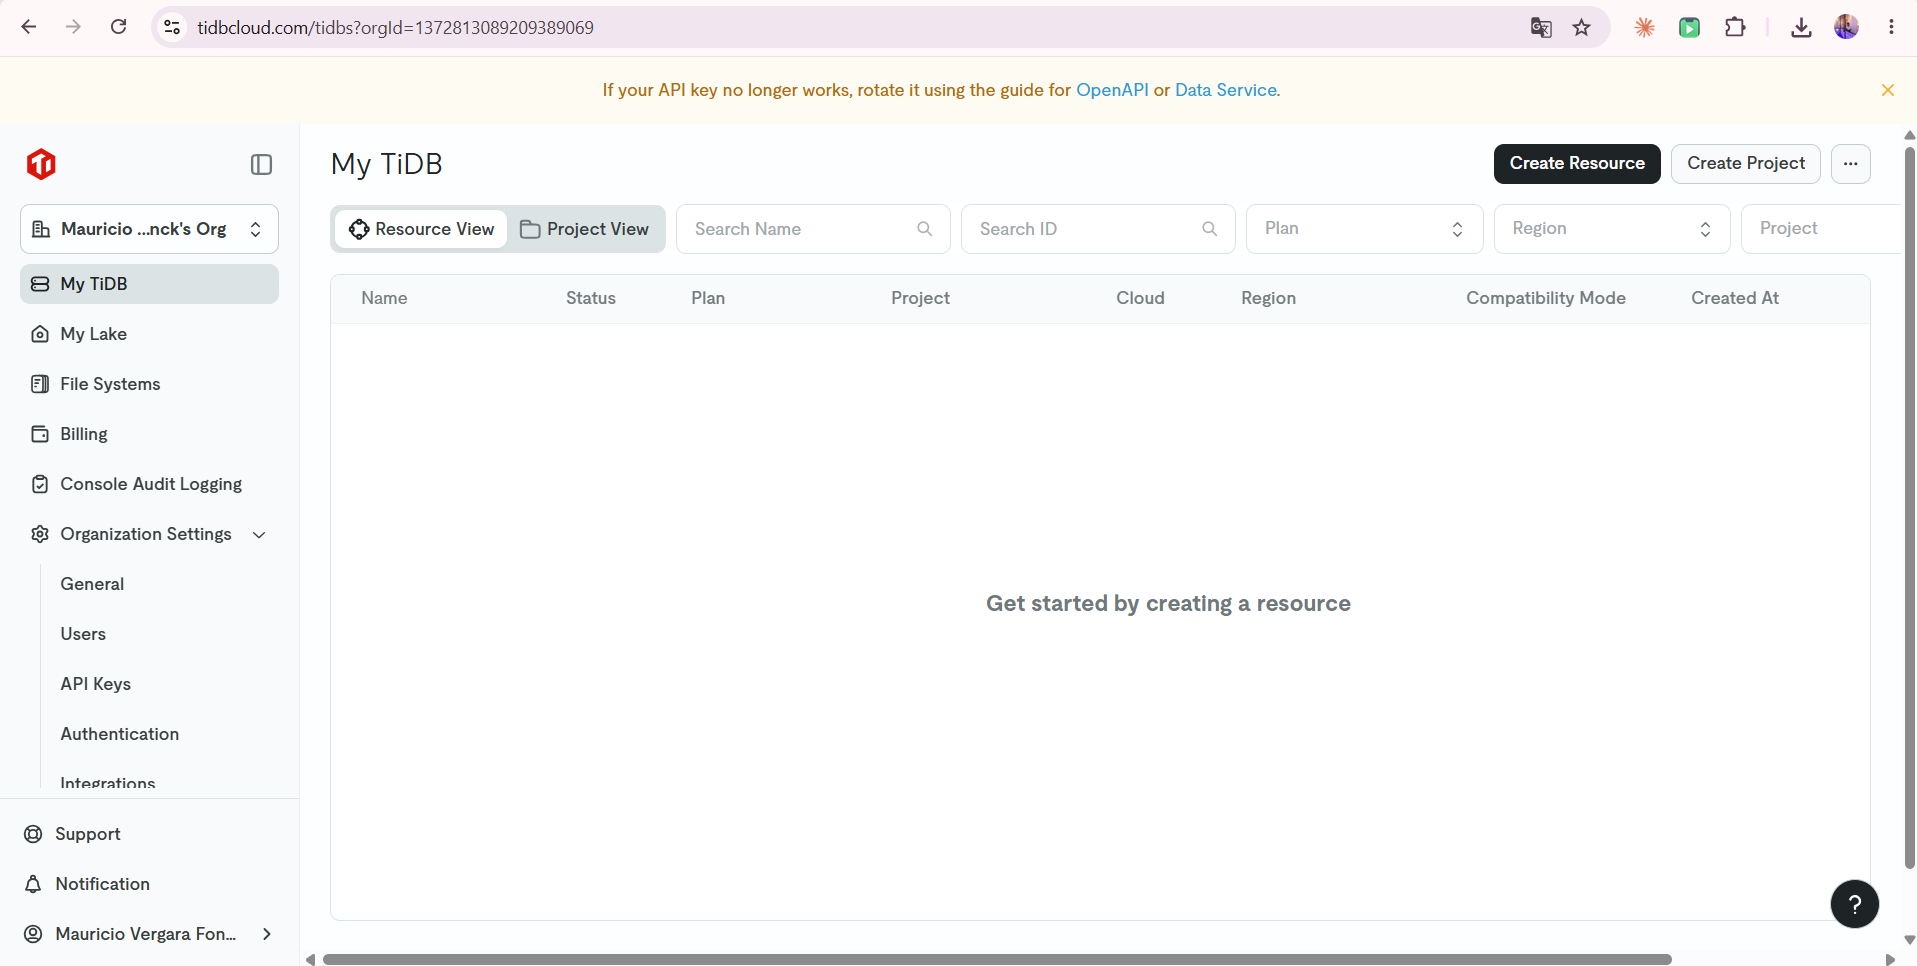 tidbcloud.com/tidbs?orgId=1372813089209389069
If your API key no longer works, rotate it using the guide for OpenAPI or Data Service.
Mauricio ...nck's Org
My TiDB
My Lake
File Systems
Billing
Console Audit Logging
Organization Settings
General
Users
API Keys
Authentication
Integrations
Support
Notification
Mauricio Vergara Fon...
My TiDB
Create Resource
Create Project
Resource View
Project View
Search Name
Search ID
Plan
Region
Project
Name Status Plan Project Cloud Region Compatibility Mode Created At
Get started by creating a resource
?